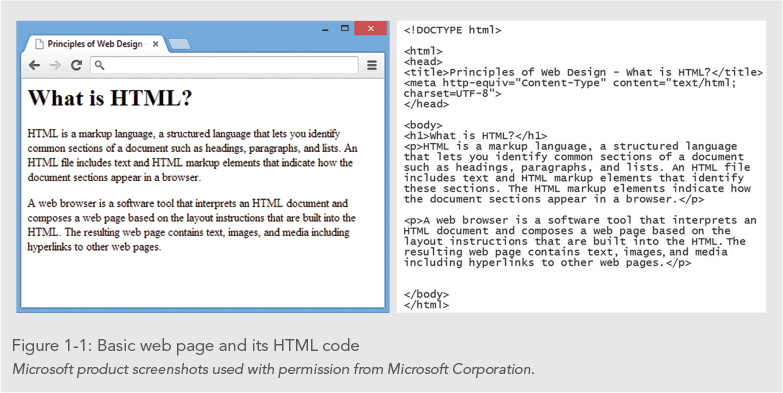 Principles of Web Design -
What is HTML?
HTML is a markup language, a structured language that lets you identify
common sections of a document such as headings, paragraphs, and lists. An
HTML file includes text and HTML markup elements that indicate how the
document sections appear in a browser.
A web browser is a software tool that interprets an HTML document and
composes a web page based on the layout instructions that are built into the
HTML. The resulting web page contains text, images, and media including
hyperlinks to other web pages.
<!DOCTYPE html>
<html>
<head>
<title>Principles of Web Design - What is HTML?</title>
<meta http-equiv="Content-Type" content="text/html;
charset=UTF-8">
</head>
<body>
<h1>What is HTML?</h1>
<p>HTML is a markup language, a structured language
that lets you identify common sections of a document
such as headings, paragraphs, and lists. An HTML file
includes text and HTML markup elements that identify
these sections. The HTML markup elements indicate how
the document sections appear in a browser.</p>
<p>A web browser is a software tool that interprets an
HTML document and composes a web page based on the
layout instructions that are built into the HTML. The
resulting web page contains text, images, and media
including hyperlinks to other web pages.</p>
</body>
</html>
Figure 1-1: Basic web page and its HTML code
Microsoft product screenshots used with permission from Microsoft Corporation.